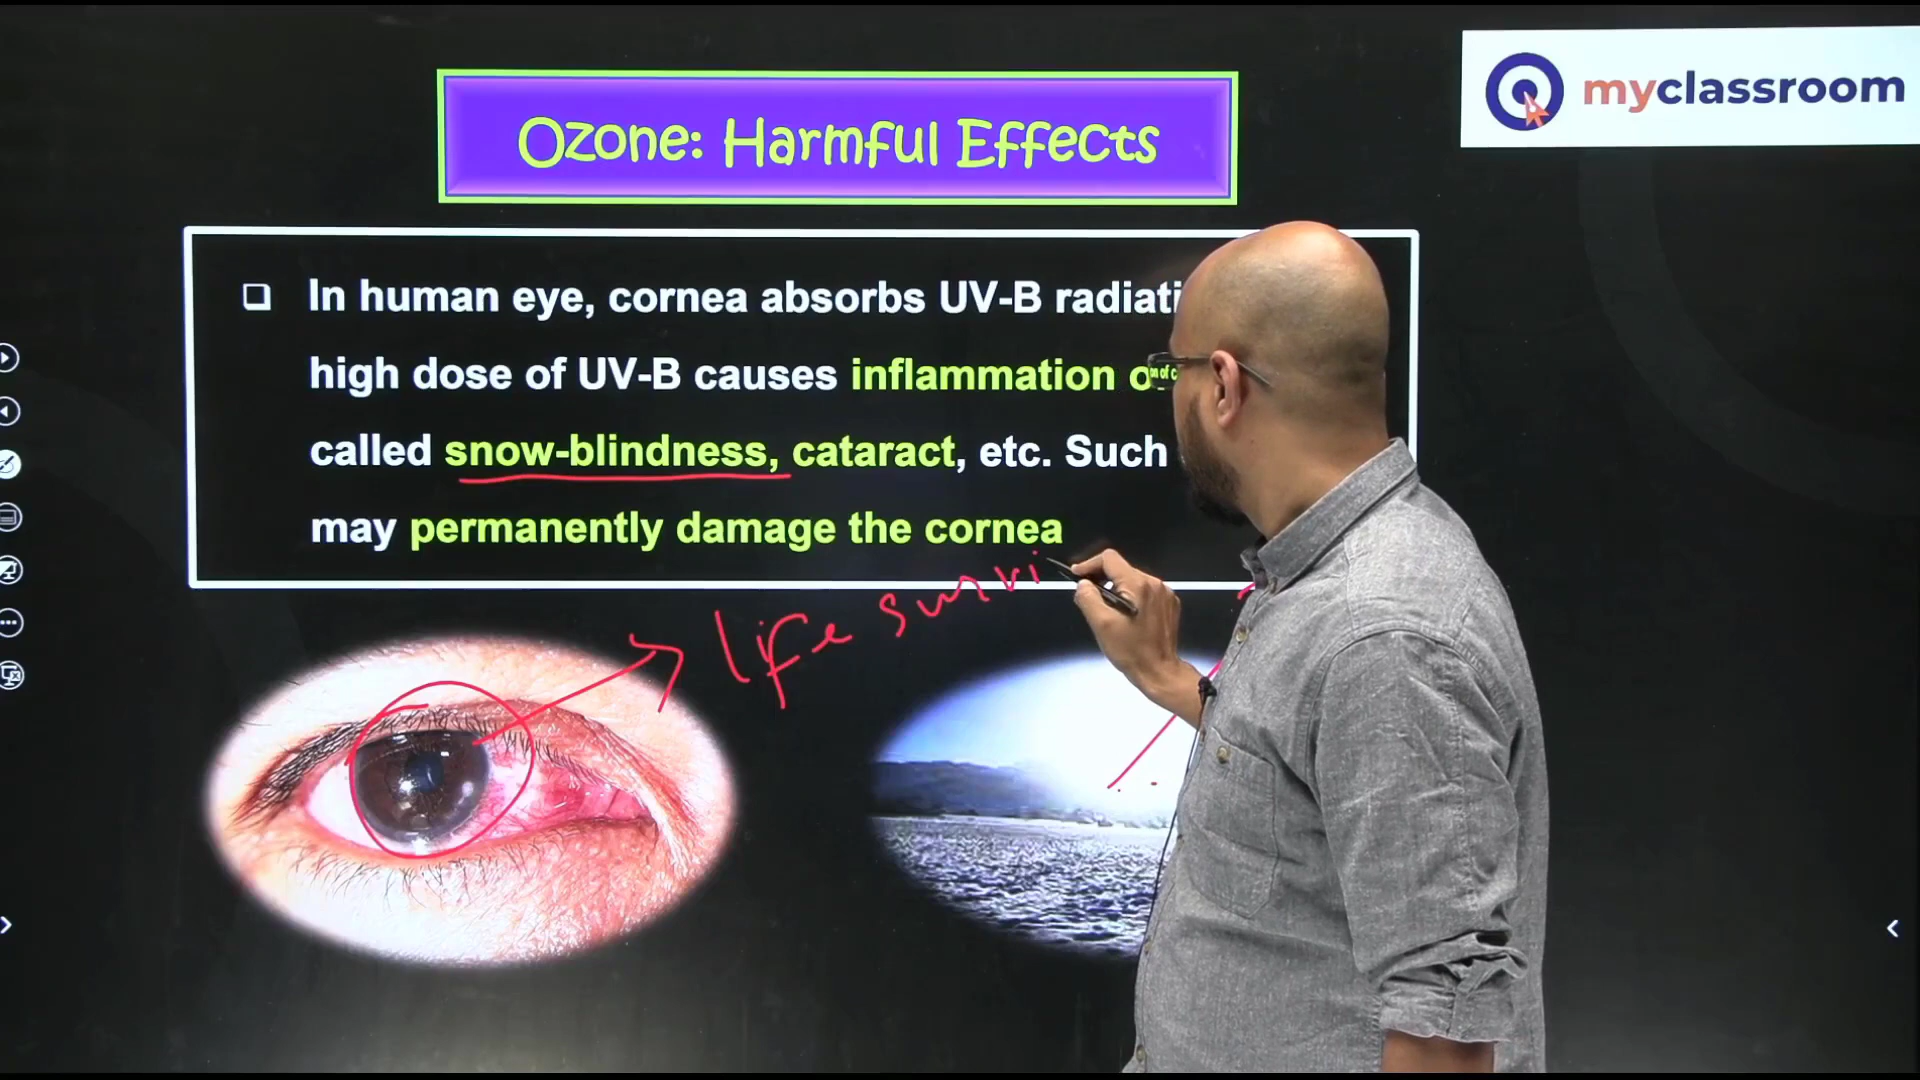 myclassroom
Ozone: Harmful Effects
In human eye, cornea absorbs UV-B
high dose of UV-B causes inflammation
called snow-blindness, cataract, etc. Such
may permanently damage the cornea
life survi